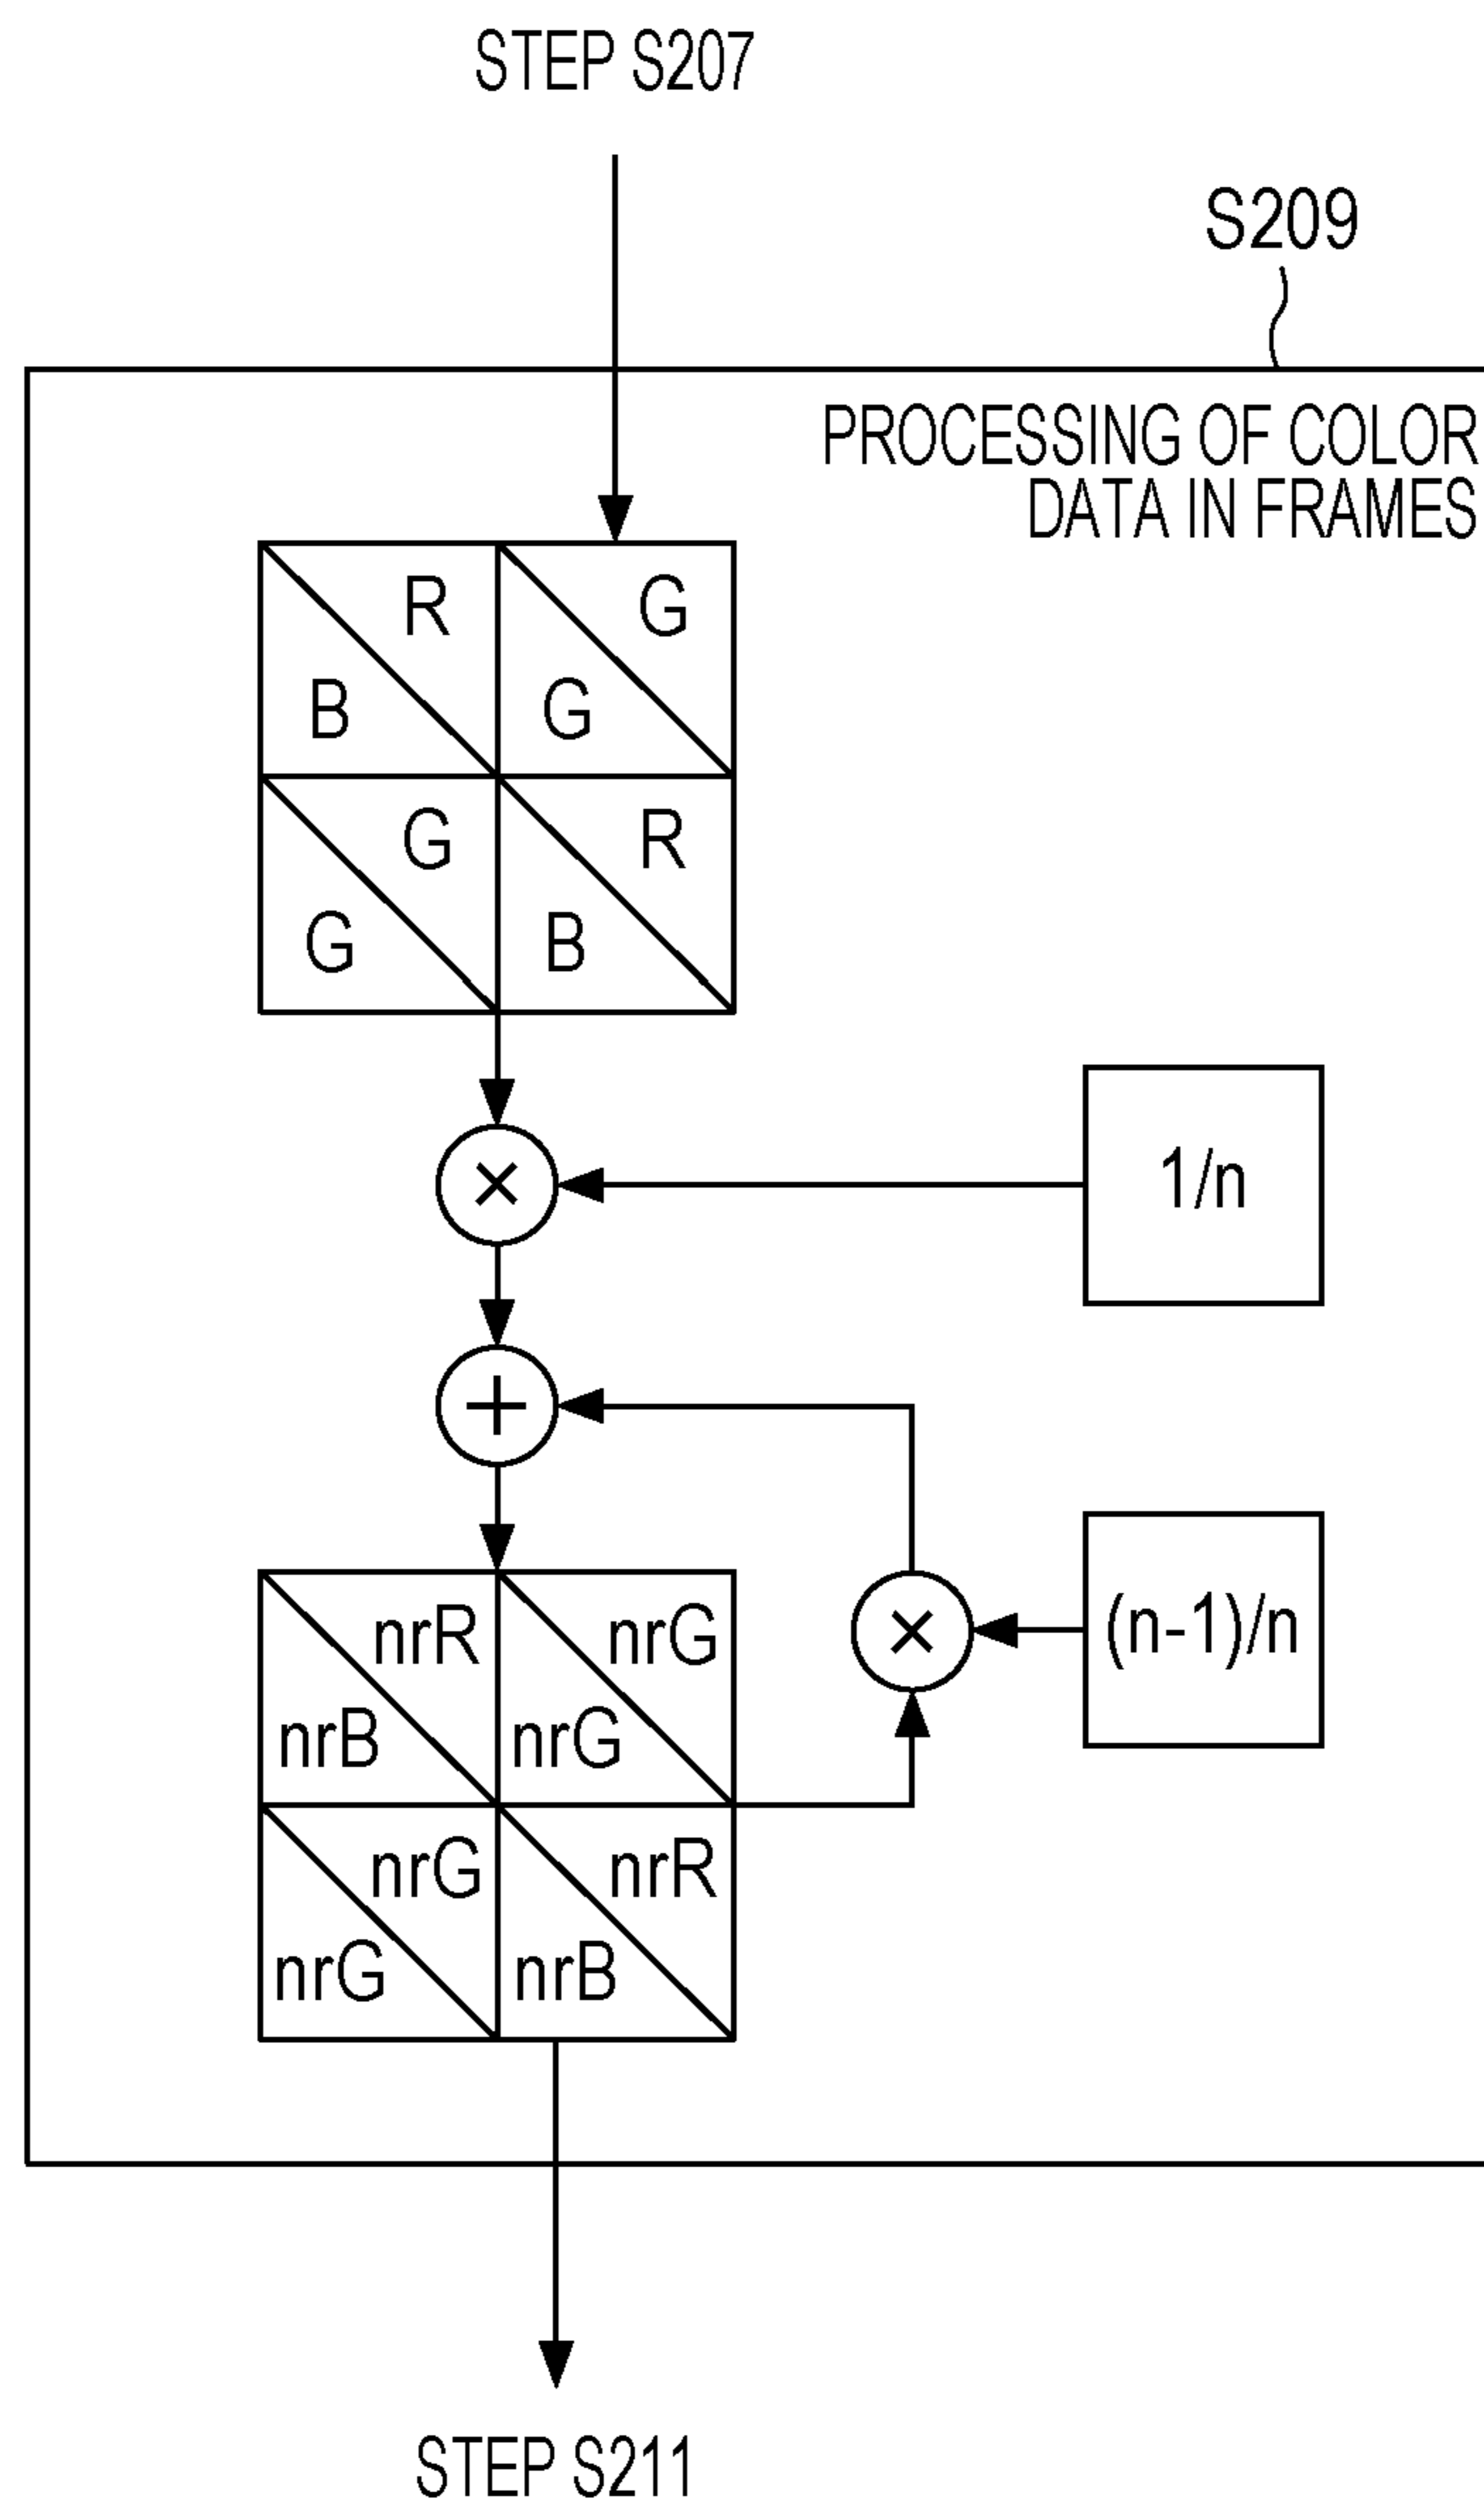 STEP S207
S209
PROCESSING OF COLOR
DATA IN FRAMES
R G
B G
G R
G B
×
1/n
+
nrR nrG
×
(n-1)/n
nrB nrG
nrG nrR
nrG nrB
STEP S211